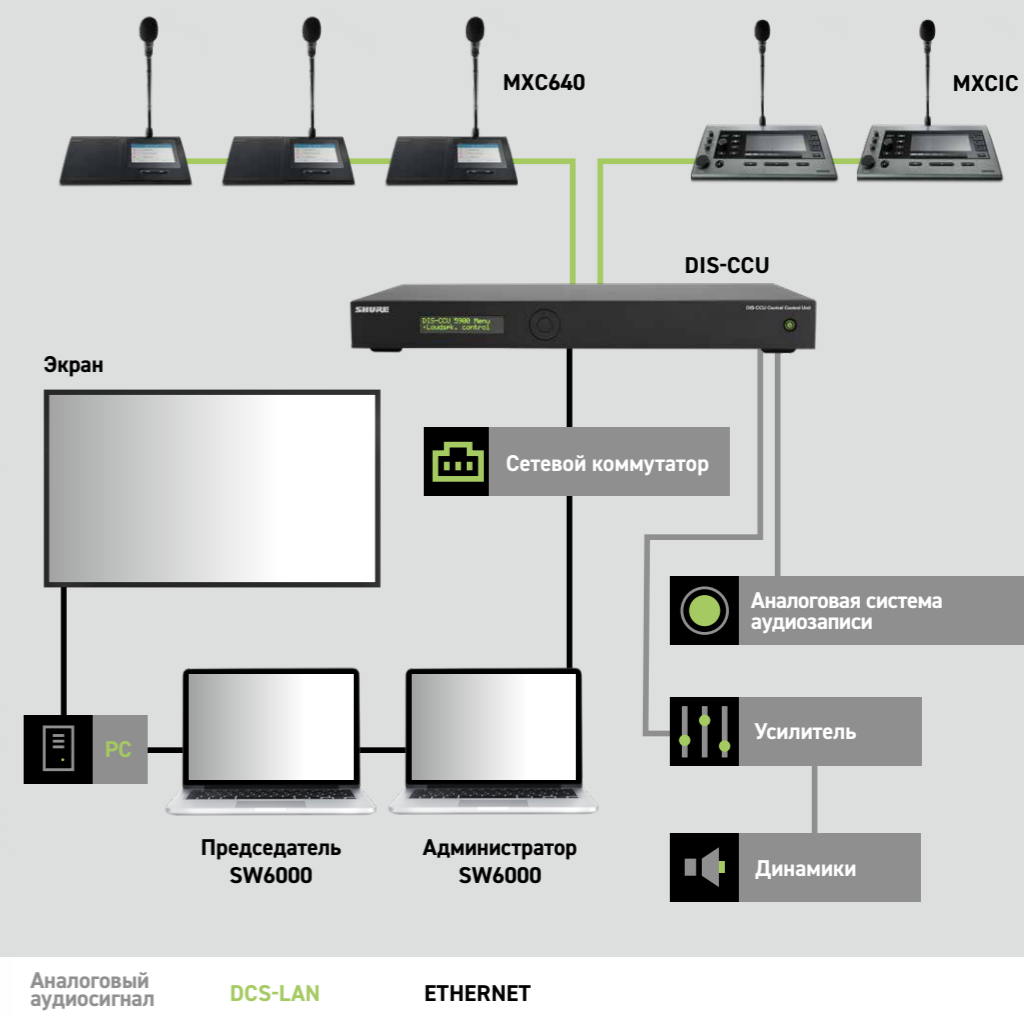 MXC640
MXCIC
DIS-CCU
SHURE
DIS-CCU Central Control Unit
DIS-CCU 5900 Menu
+Loudspk. control
Экран
Сетевой коммутатор
Аналоговая система
аудиозаписи
Усилитель
PC
Председатель
SW6000
Администратор
SW6000
Динамики
Аналоговый
аудиосигнал
DCS-LAN
ETHERNET